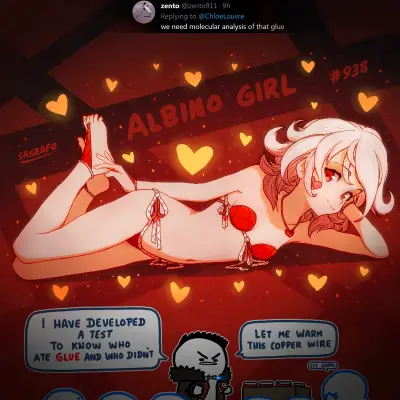 zento @zento911 · 9h
Replying to @ChloeLouvre
we need molecular analysis of that glue
ALBINO GIRL
#938
SRGRAFO
I HAVE DEVELOPED
A TEST
TO KNOW WHO
ATE GLUE AND WHO DIDN'T
LET ME WARM
THIS COPPER WIRE